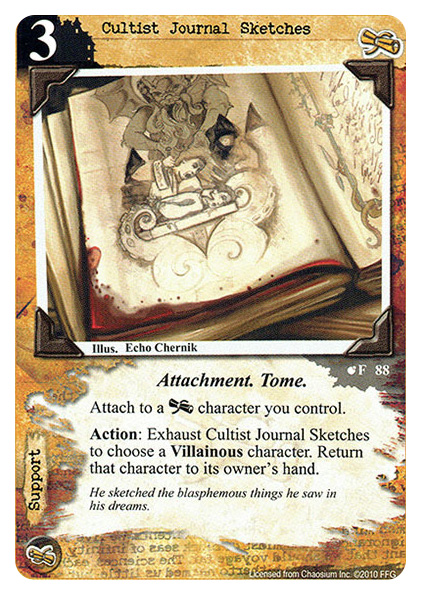 3
Cultist Journal Sketches
Illus. Echo Chernik
F 88
Attachment. Tome.
Attach to a character you control.
Action: Exhaust Cultist Journal Sketches
to choose a Villainous character. Return
that character to its owner's hand.
He sketched the blasphemous things he saw in
his dreams.
Support
Licensed from Chaosium Inc. ©2010 FFG